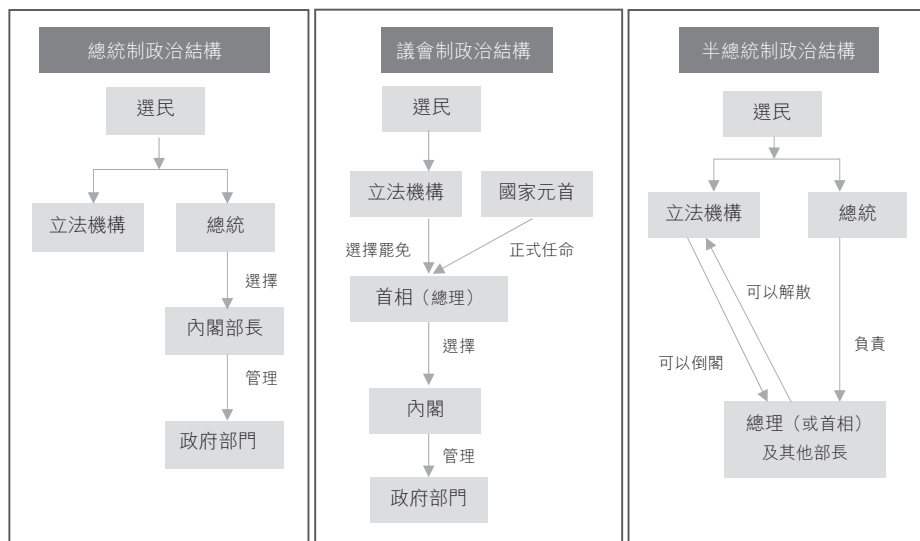 總統制政治結構
選民
立法機構
總統
選擇
內閣部長
管理
政府部門
議會制政治結構
選民
立法機構
國家元首
選擇罷免
正式任命
首相（總理）
選擇
內閣
管理
政府部門
半總統制政治結構
選民
立法機構
總統
可以解散
可以倒閣
負責
總理（或首相）
及其他部長